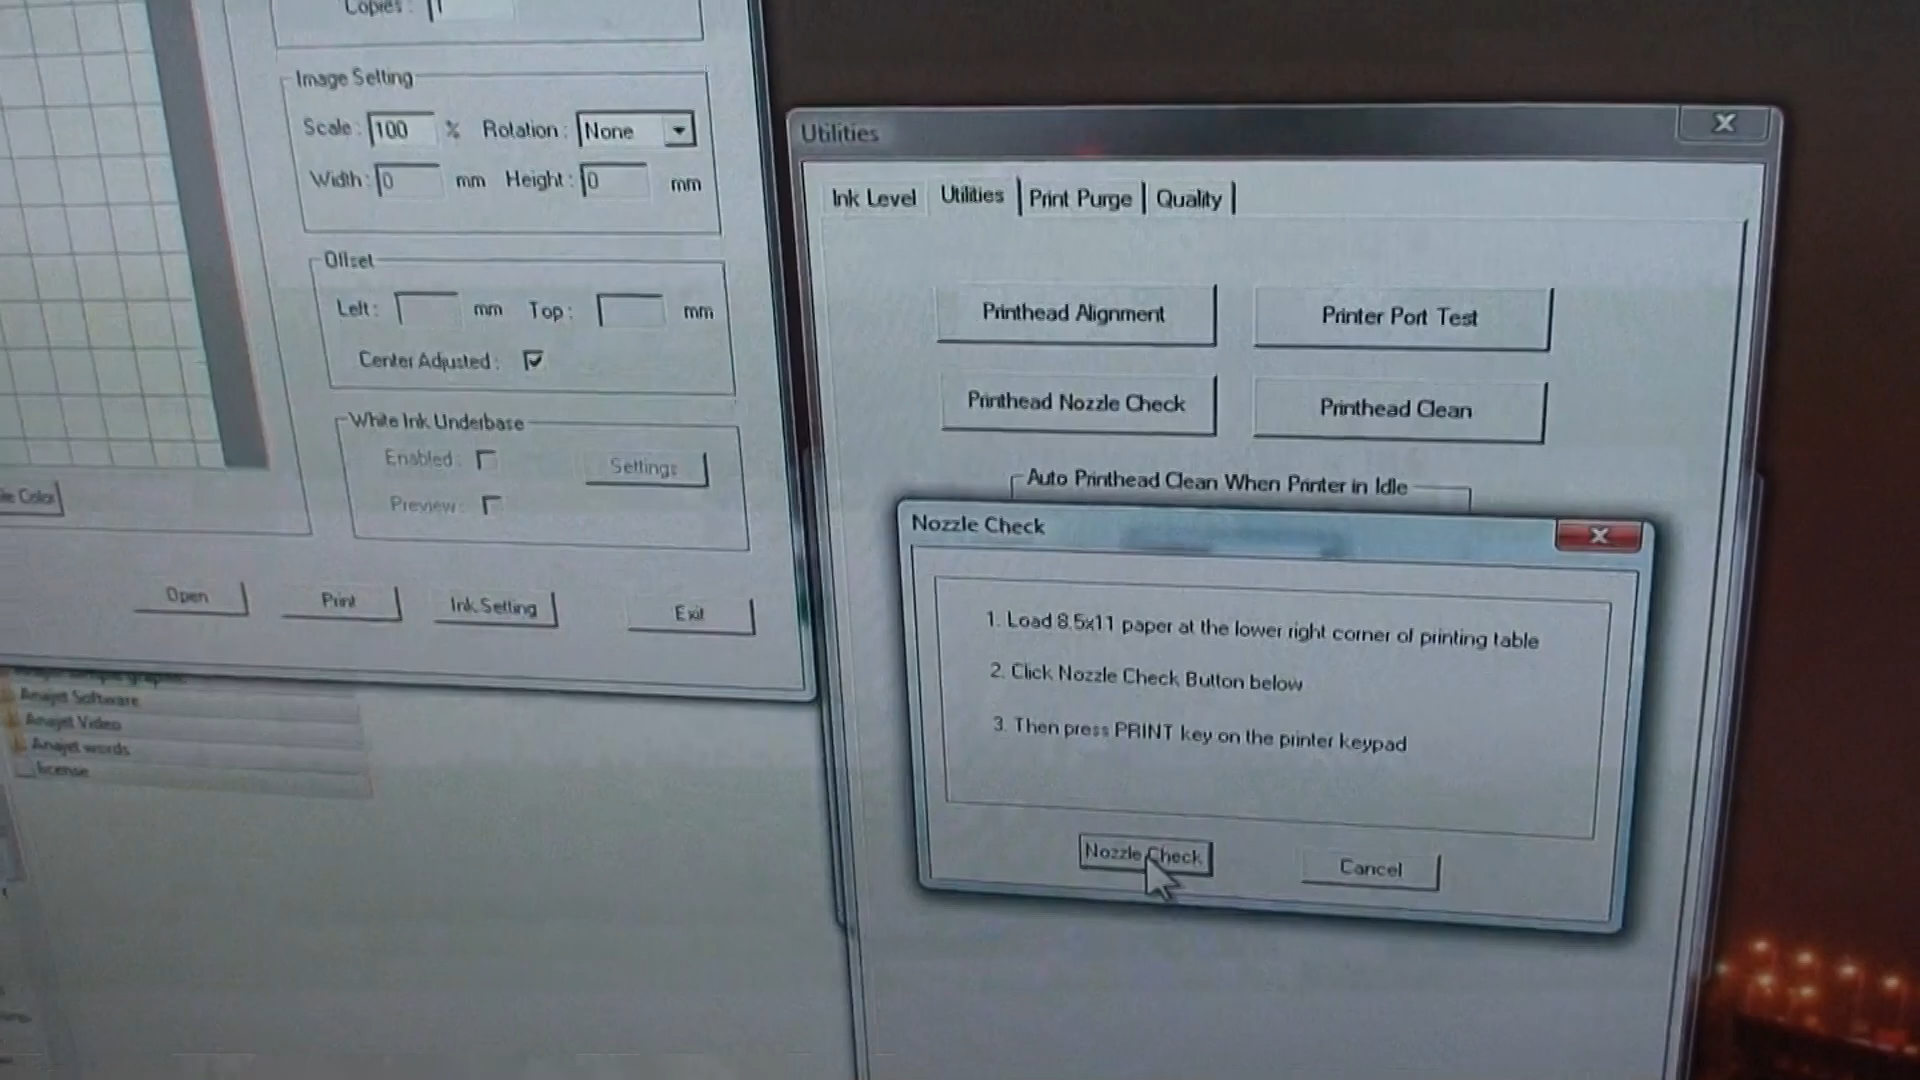 Copies :
Image Setting
Scale : 100 % Rotation : None
Width : 0 mm Height : 0 mm
Offset
Left : mm Top : mm
Center Adjusted :
White Ink Underbase
Enabled : Settings
Preview :
Color
Open Print Ink Setting Exit
Anajet Software
Anajet Video
Anajet words
license
Utilities
Ink Level Utilities Print Purge Quality
Printhead Alignment Printer Port Test
Printhead Nozzle Check Printhead Clean
Auto Printhead Clean When Printer in Idle
Nozzle Check
1. Load 8.5x11 paper at the lower right corner of printing table
2. Click Nozzle Check Button below
3. Then press PRINT key on the printer keypad
Nozzle Check Cancel